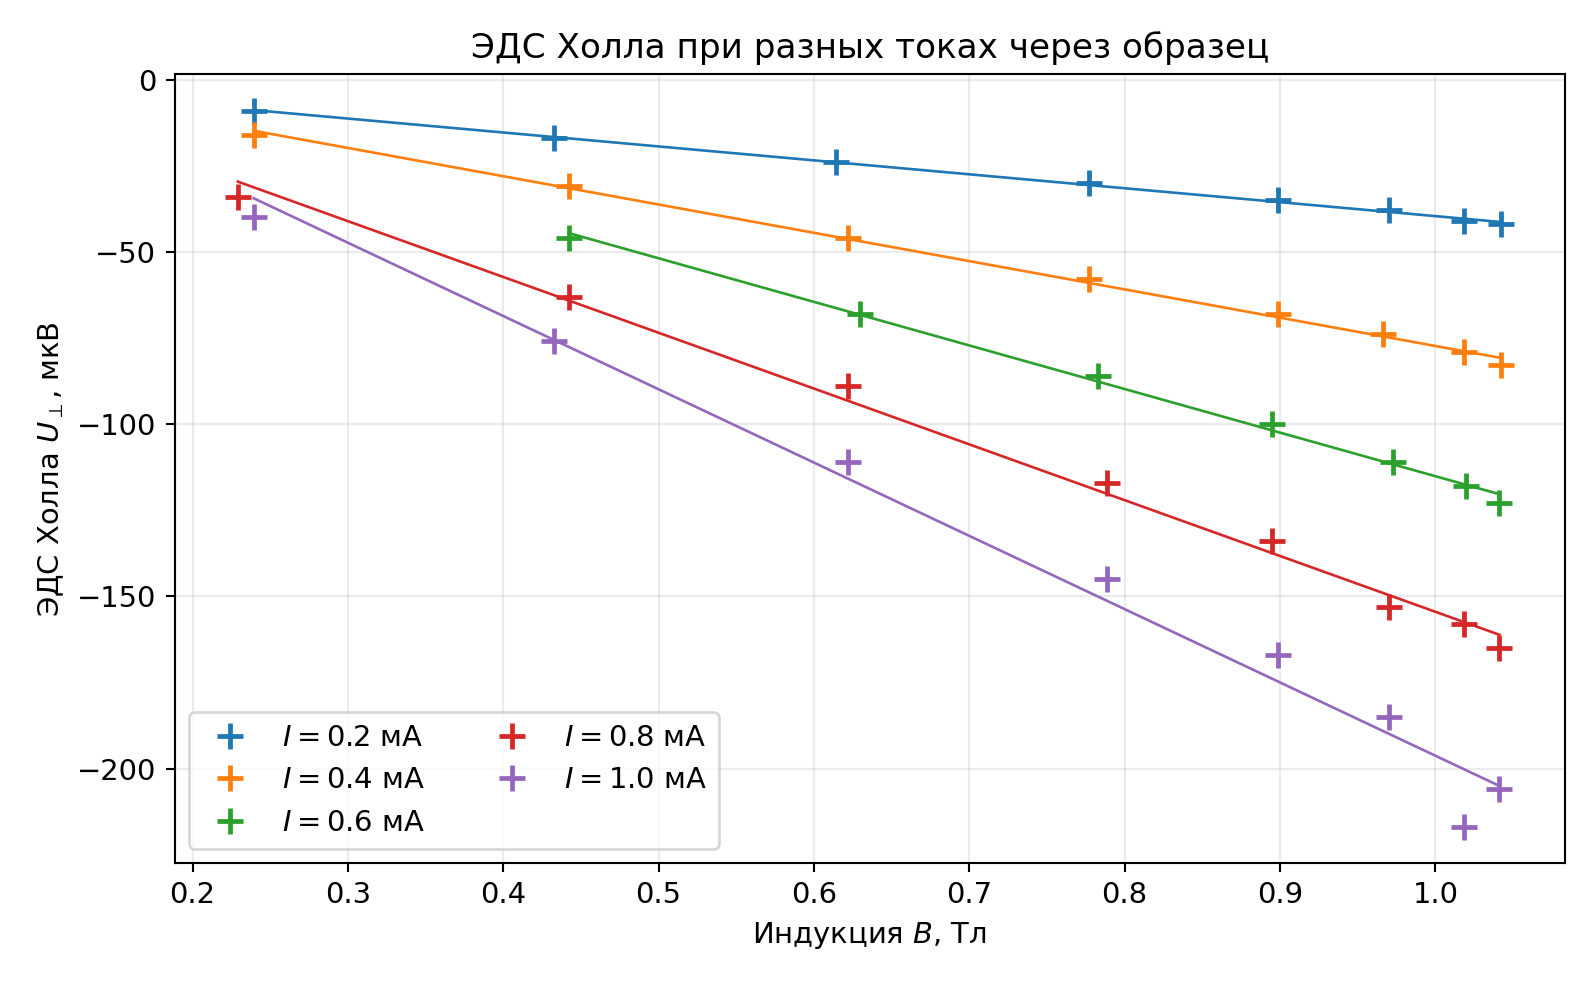 ЭДС Холла при разных токах через образец
ЭДС Холла U⊥, мкВ
0
−50
−100
−150
−200
0.2 0.3 0.4 0.5 0.6 0.7 0.8 0.9 1.0
Индукция B, Тл
I = 0.2 мА
I = 0.4 мА
I = 0.6 мА
I = 0.8 мА
I = 1.0 мА